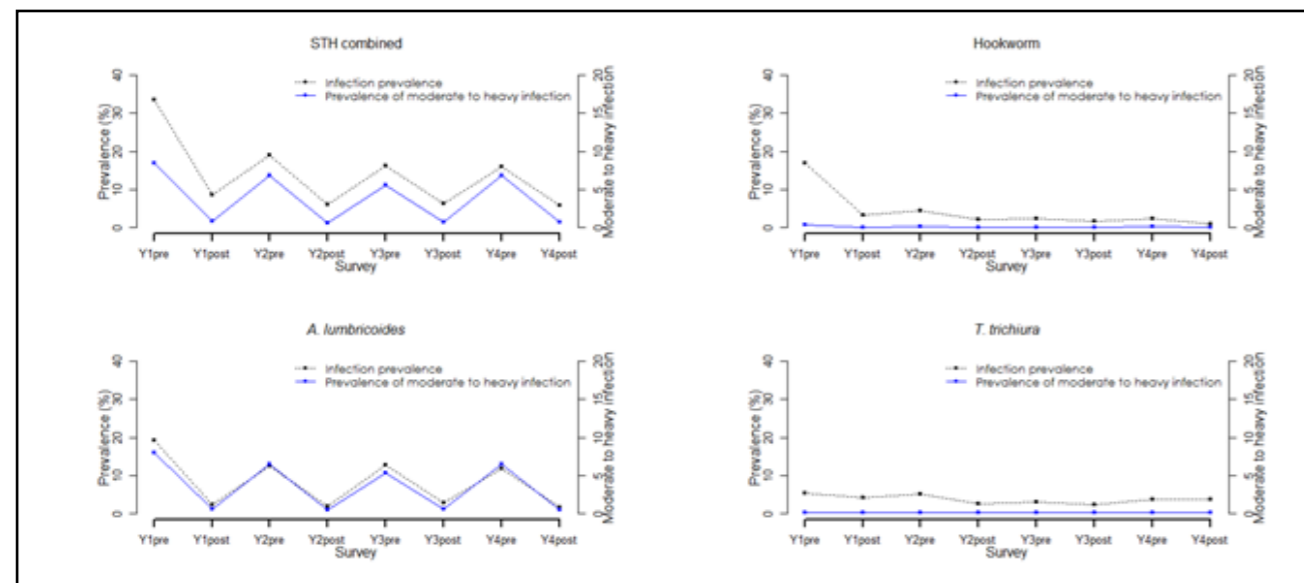 STH combined
Infection prevalence
Prevalence of moderate to heavy infection
Prevalence (%)
0 10 20 30 40
Moderate to heavy infection
0 5 10 15 20
Y1pre Y1post Y2pre Y2post Y3pre Y3post Y4pre Y4post
Survey
Hookworm
Infection prevalence
Prevalence of moderate to heavy infection
Prevalence (%)
0 10 20 30 40
Moderate to heavy infection
0 5 10 15 20
Y1pre Y1post Y2pre Y2post Y3pre Y3post Y4pre Y4post
Survey
A. lumbricoides
Infection prevalence
Prevalence of moderate to heavy infection
Prevalence (%)
0 10 20 30 40
Moderate to heavy infection
0 5 10 15 20
Y1pre Y1post Y2pre Y2post Y3pre Y3post Y4pre Y4post
Survey
T. trichiura
Infection prevalence
Prevalence of moderate to heavy infection
Prevalence (%)
0 10 20 30 40
Moderate to heavy infection
0 5 10 15 20
Y1pre Y1post Y2pre Y2post Y3pre Y3post Y4pre Y4post
Survey